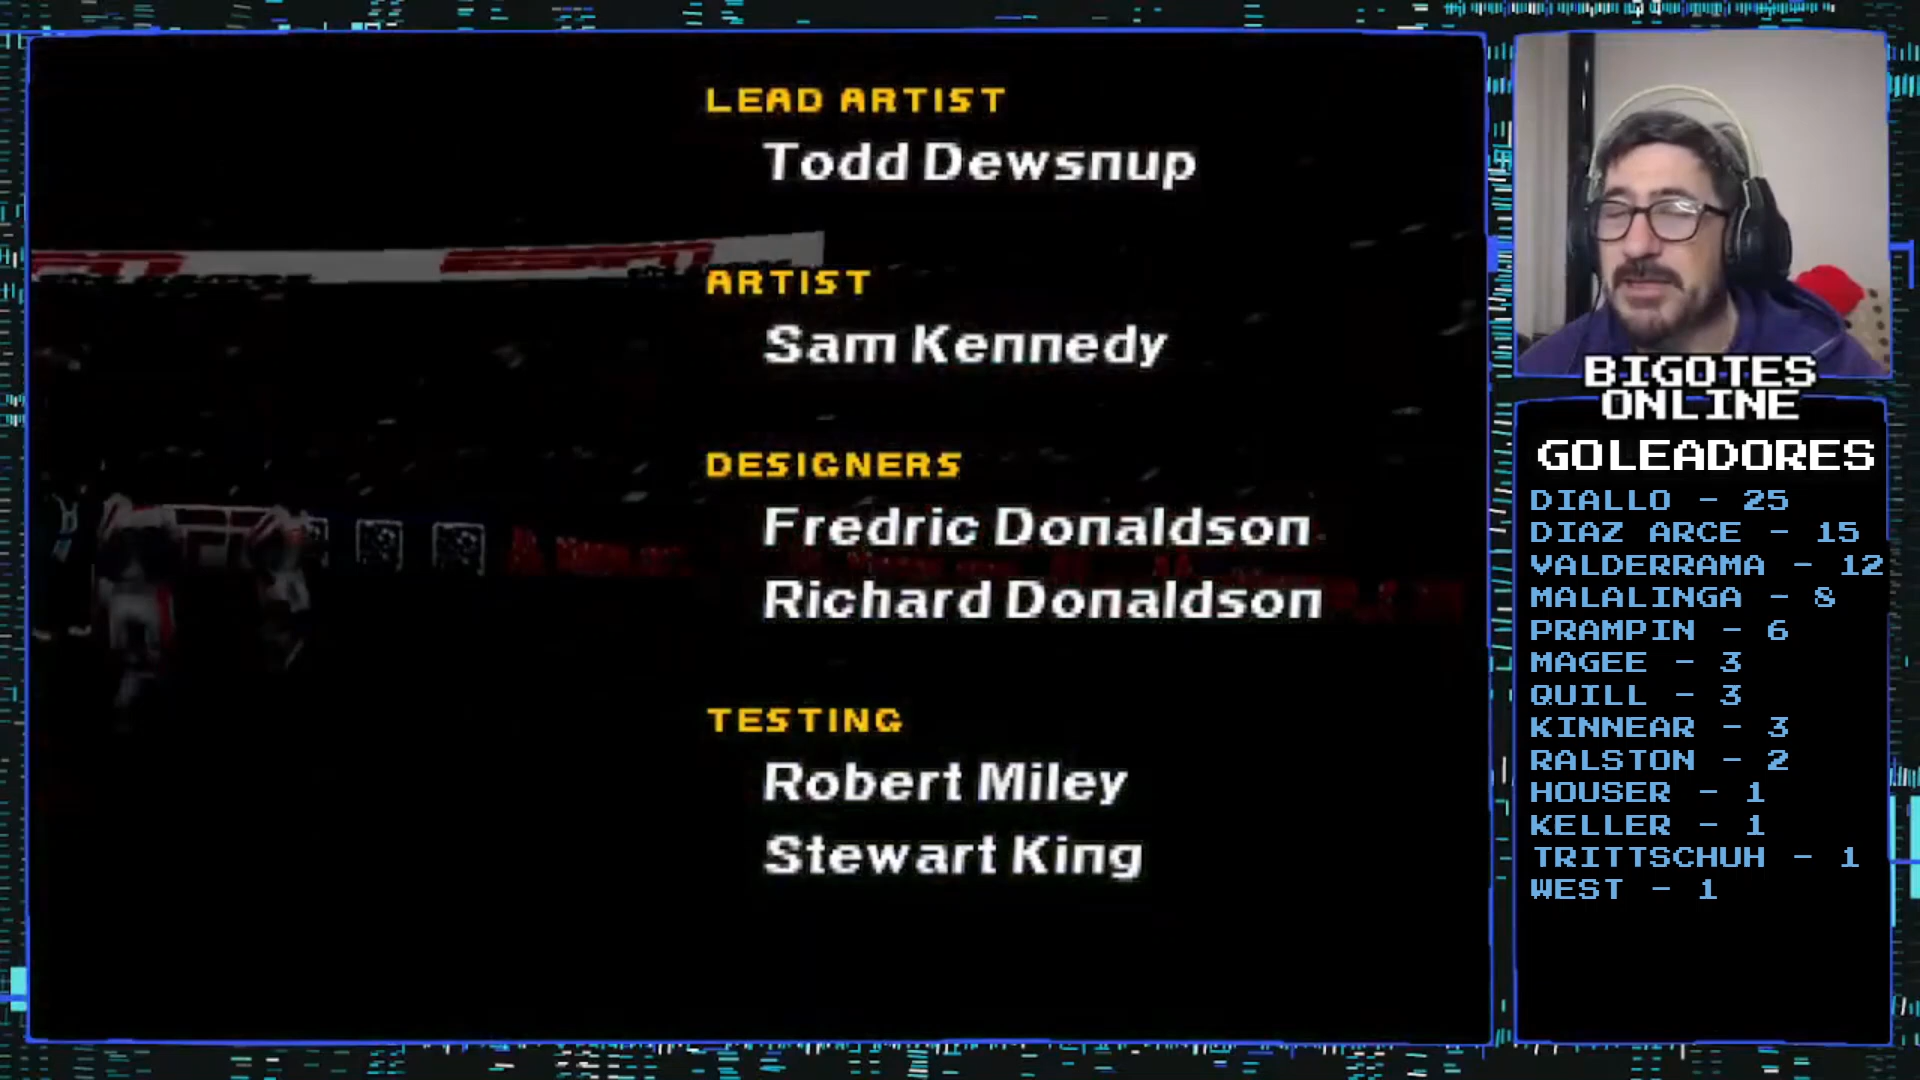 LEAD ARTIST
Todd Dewsnup
ARTIST
Sam Kennedy
DESIGNERS
Fredric Donaldson
Richard Donaldson
TESTING
Robert Miley
Stewart King
BIGOTES
ONLINE
GOLEADORES
DIALLO - 25
DIAZ ARCE - 15
VALDERRAMA - 12
MALALINGA - 8
PRAMPIN - 6
MAGEE - 3
QUILL - 3
KINNEAR - 3
RALSTON - 2
HOUSER - 1
KELLER - 1
TRITTSCHUH - 1
WEST - 1